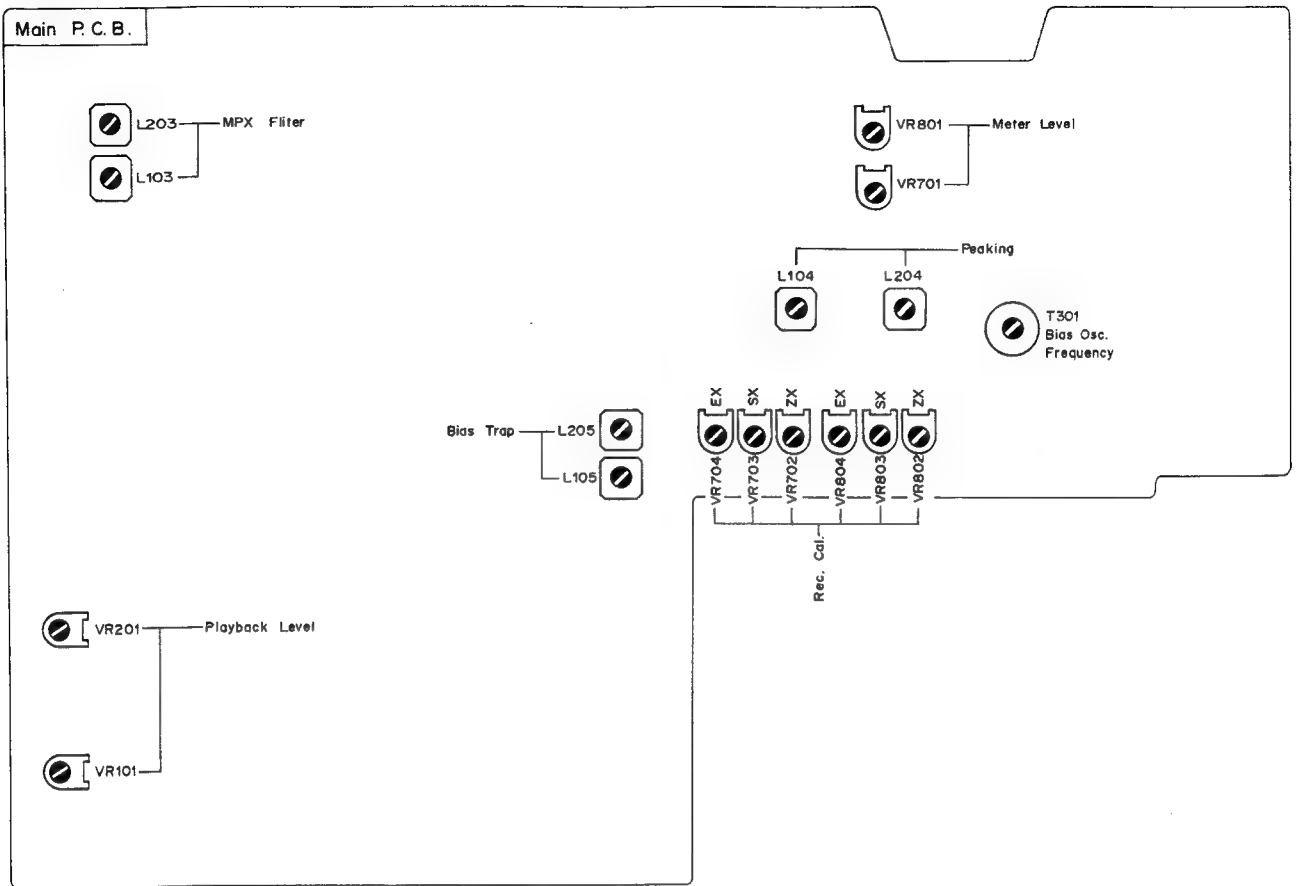 Main P. C. B.
L203 MPX Fliter
L103
VR801 Meter Level
VR701
Peaking
L104 L204
T301
Bias Osc.
Frequency
EX SX ZX EX SX ZX
Bias Trap L205
L105
VR704 VR703 VR702 VR804 VR803 VR802
Rec. Cal.
VR201 Playback Level
VR101